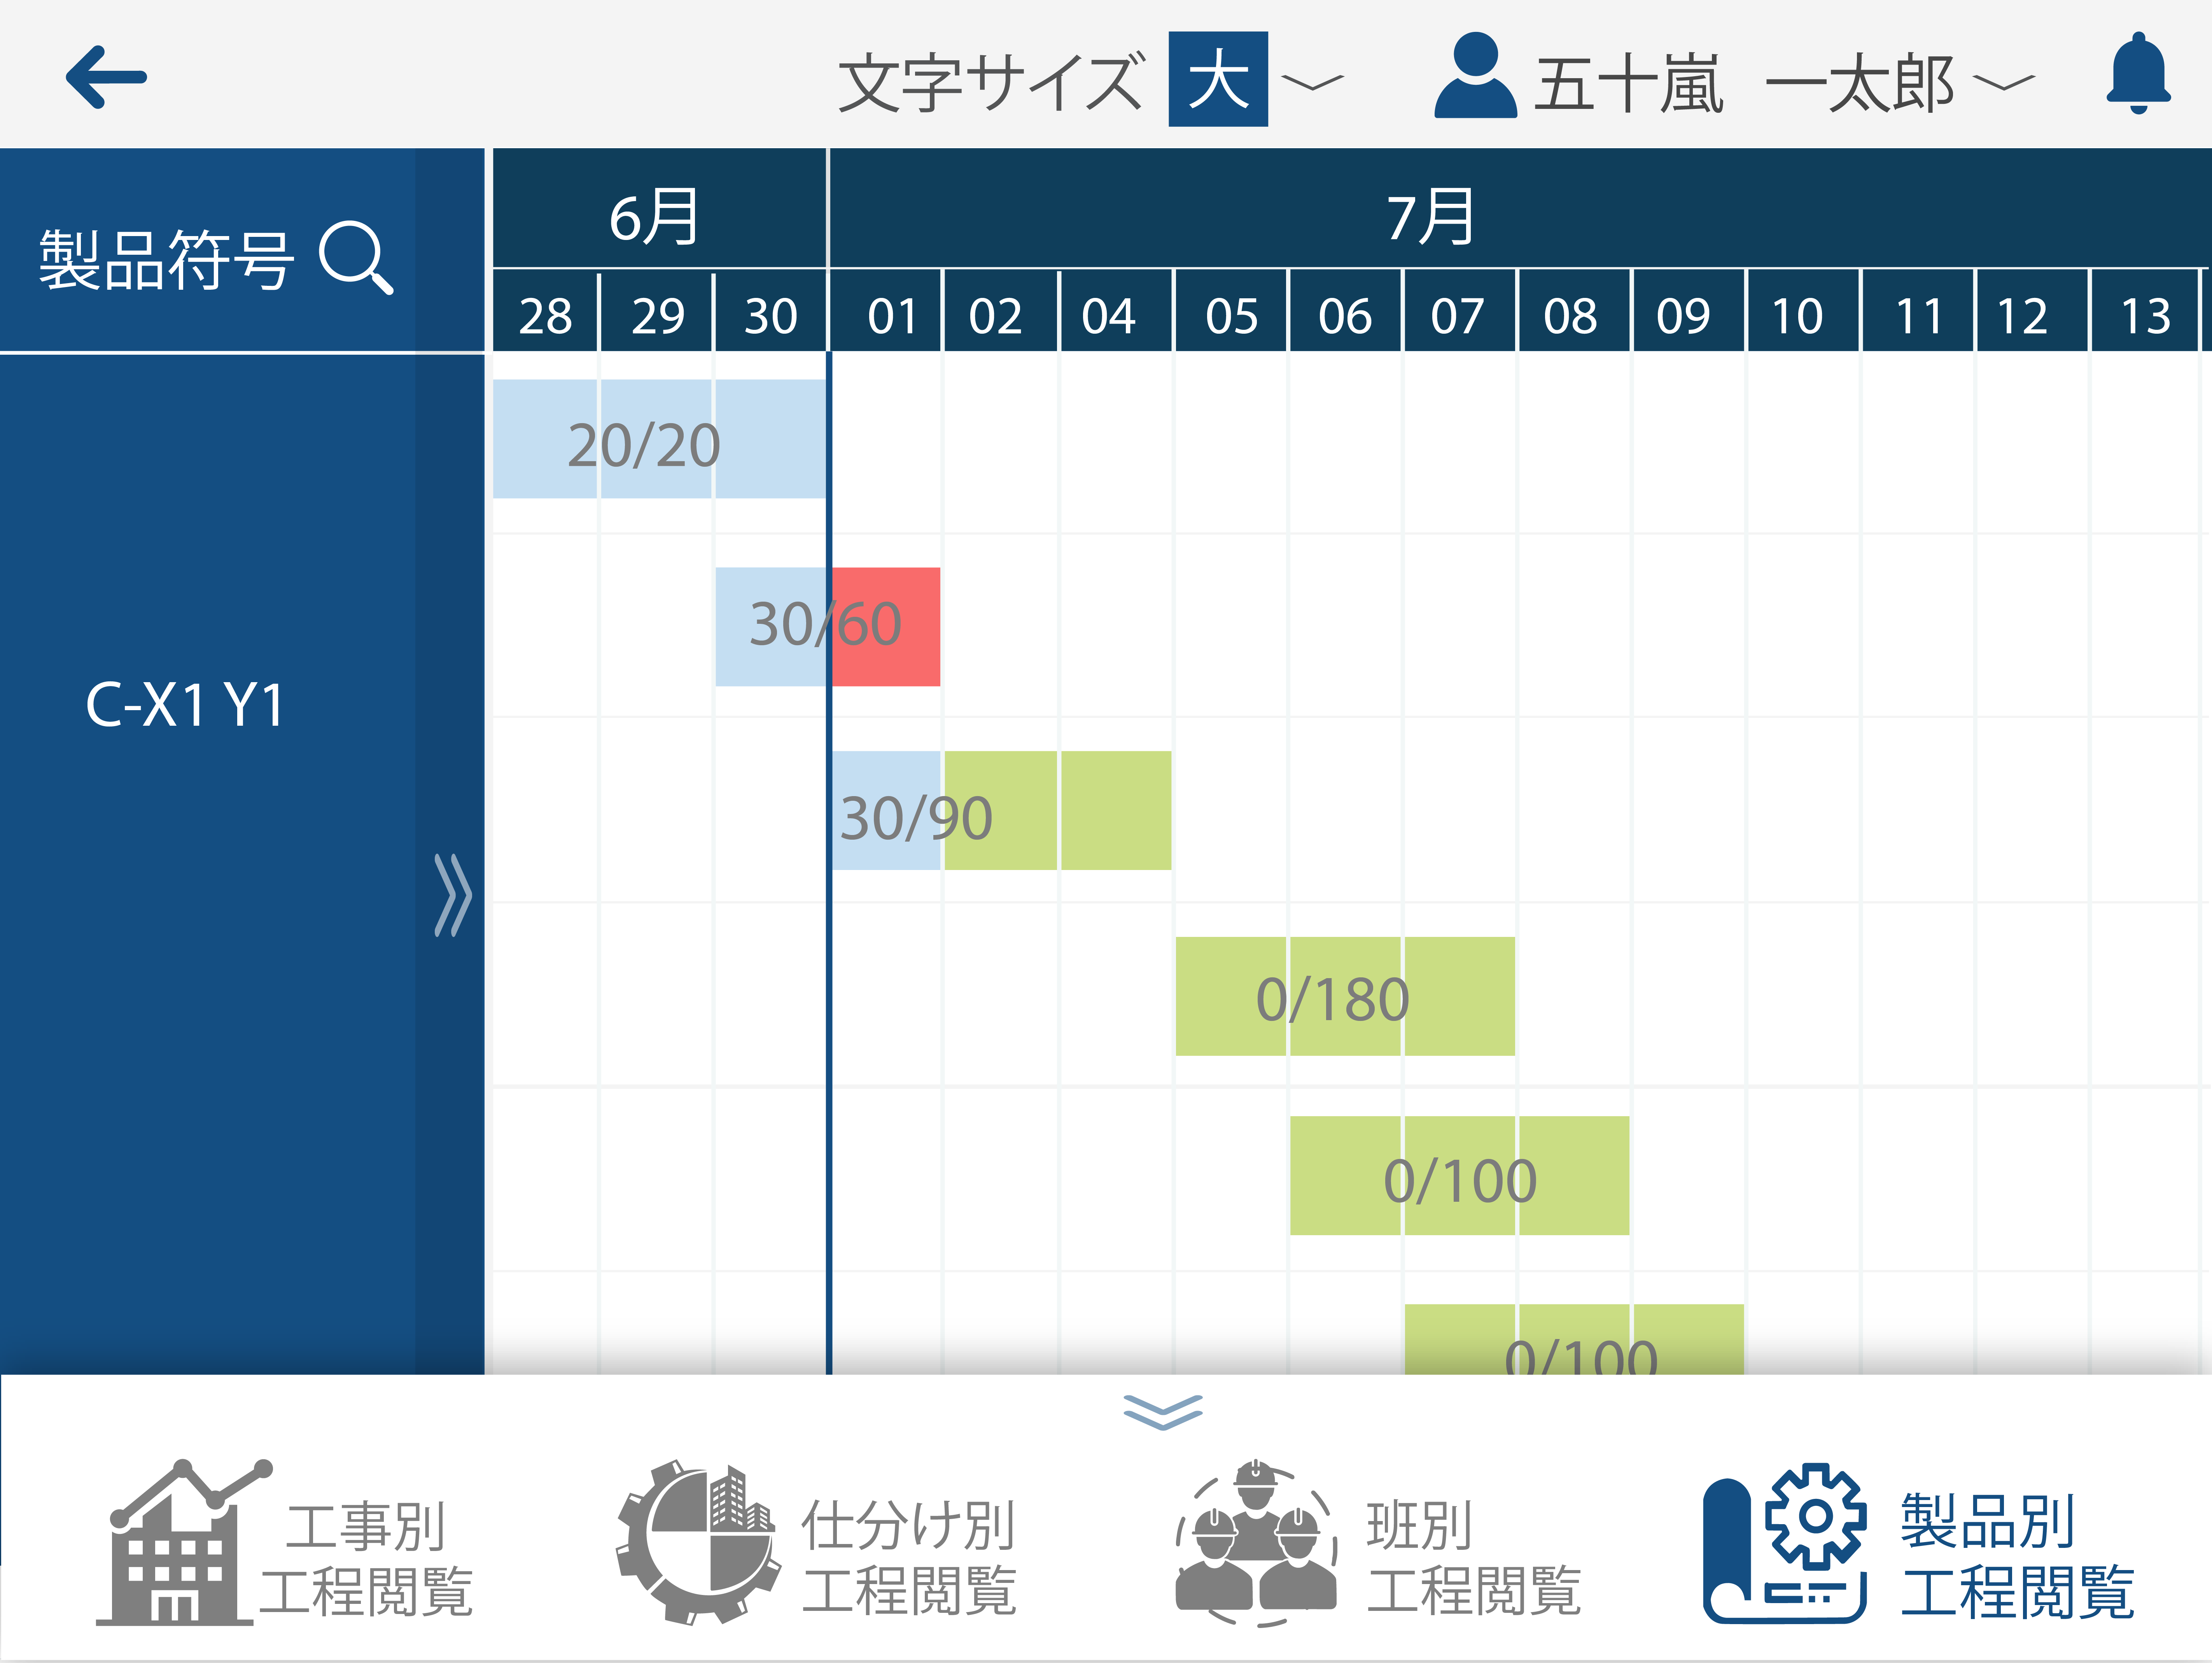 文字サイズ 大 五十嵐 一太郎
製品符号
6月 7月
28 29 30 01 02 04 05 06 07 08 09 10 11 12 13
20/20
30/60
C-X1 Y1
30/90
0/180
0/100
0/100
工事別
工程閲覧
仕分け別
工程閲覧
班別
工程閲覧
製品別
工程閲覧